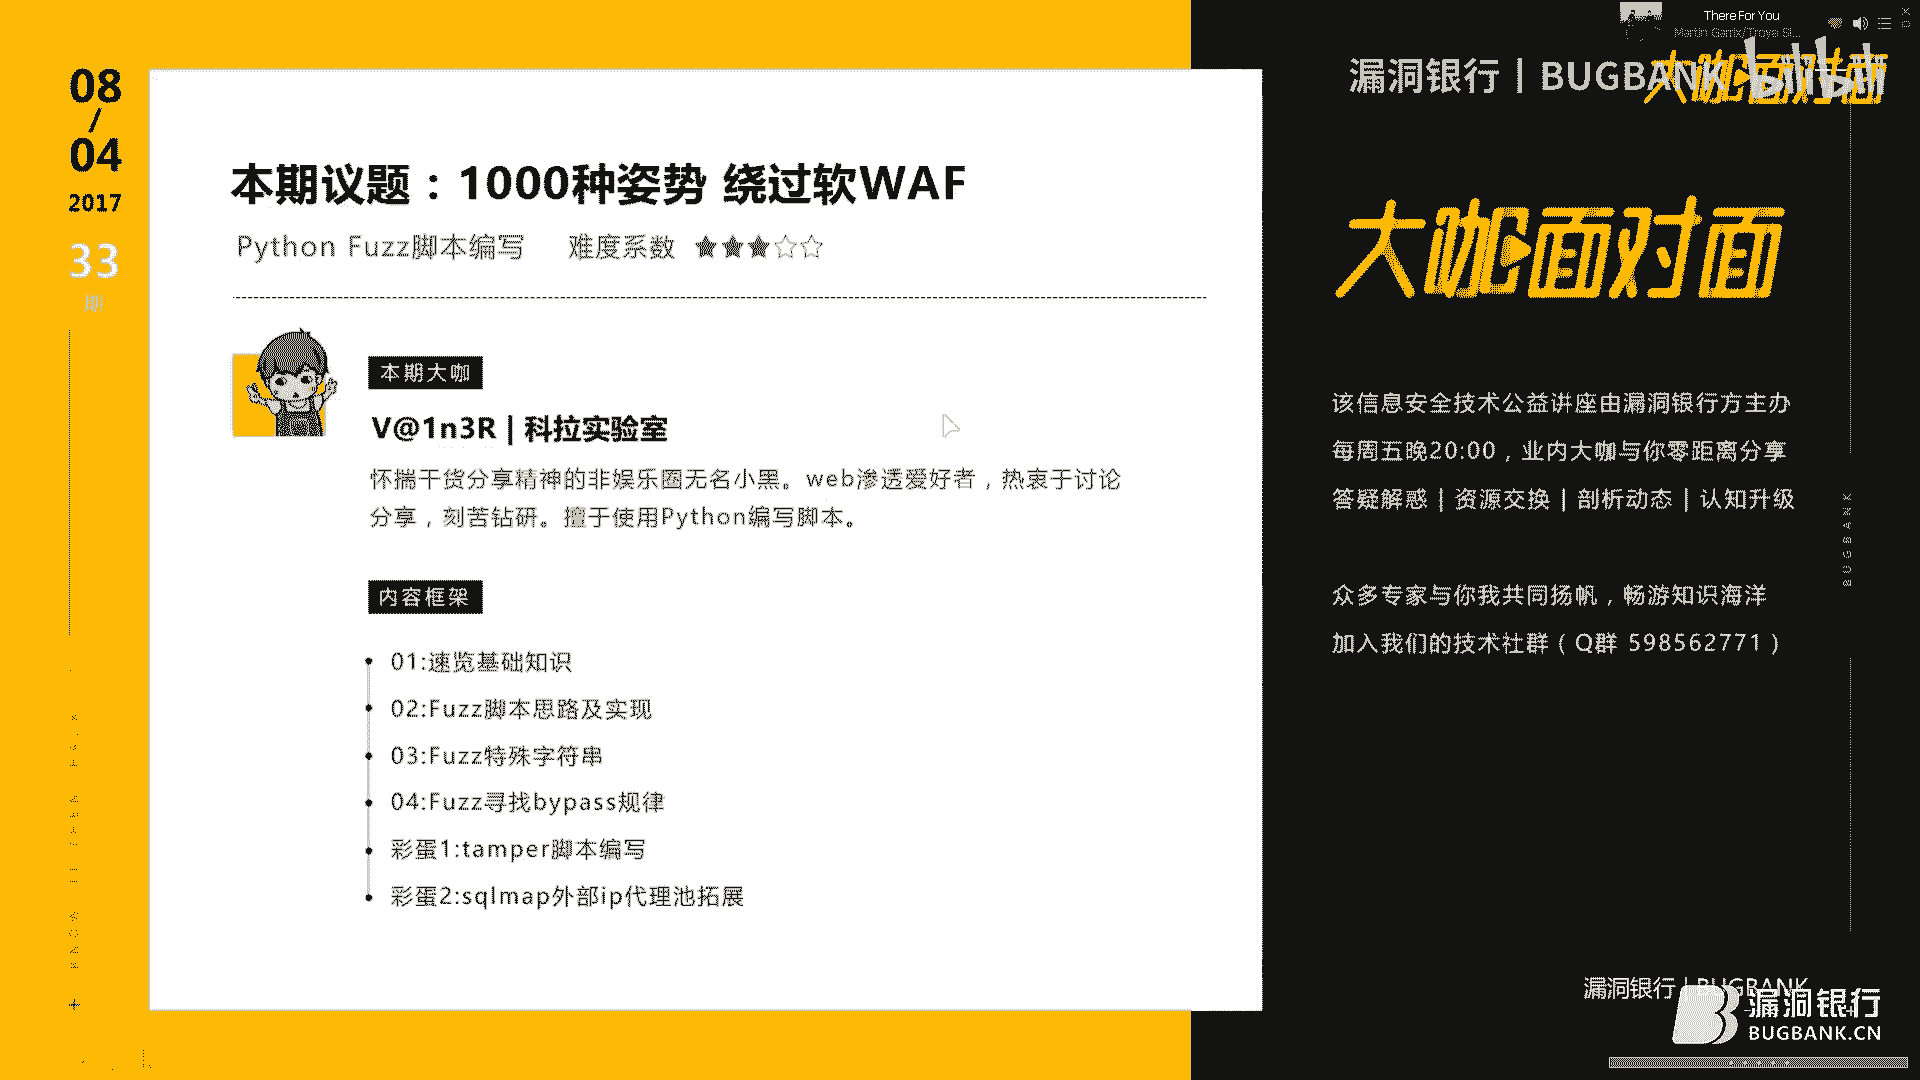 There For You
Martin Garrix/Troye Si...
08
/
04
2017
33
期
本期议题：1000种姿势 绕过软WAF
Python Fuzz脚本编写 难度系数 ★★★☆☆
本期大咖
V@1n3R | 科拉实验室
怀揣干货分享精神的非娱乐圈无名小黑。web渗透爱好者，热衷于讨论
分享，刻苦钻研。擅于使用Python编写脚本。
内容框架
01:速览基础知识
02:Fuzz脚本思路及实现
03:Fuzz特殊字符串
04:Fuzz寻找bypass规律
彩蛋1:tamper脚本编写
彩蛋2:sqlmap外部ip代理池拓展
漏洞银行 | BUGBANK
大咖面对面
bilibili
大咖面对面
该信息安全技术公益讲座由漏洞银行方主办
每周五晚20:00，业内大咖与你零距离分享
答疑解惑 | 资源交换 | 剖析动态 | 认知升级
众多专家与你我共同扬帆，畅游知识海洋
加入我们的技术社群（Q群 598562771）
BUGBANK
漏洞银行 | BUGBANK
漏洞银行
BUGBANK.CN